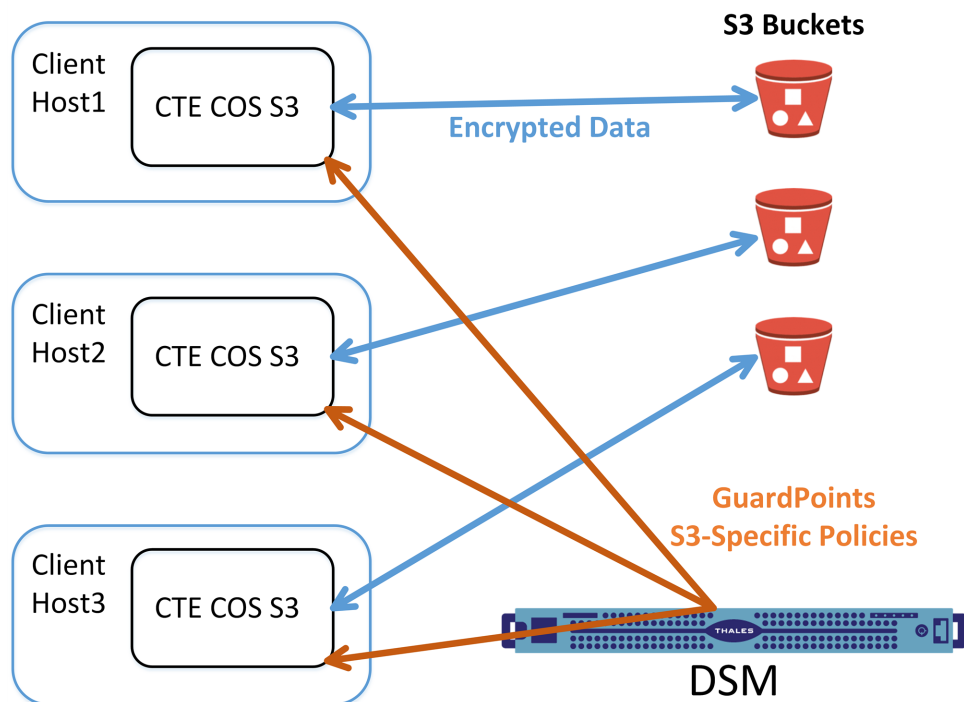 S3 Buckets
Client
Host1
CTE COS S3
Encrypted Data
Client
Host2
CTE COS S3
GuardPoints
S3-Specific Policies
Client
Host3
CTE COS S3
THALES
DSM